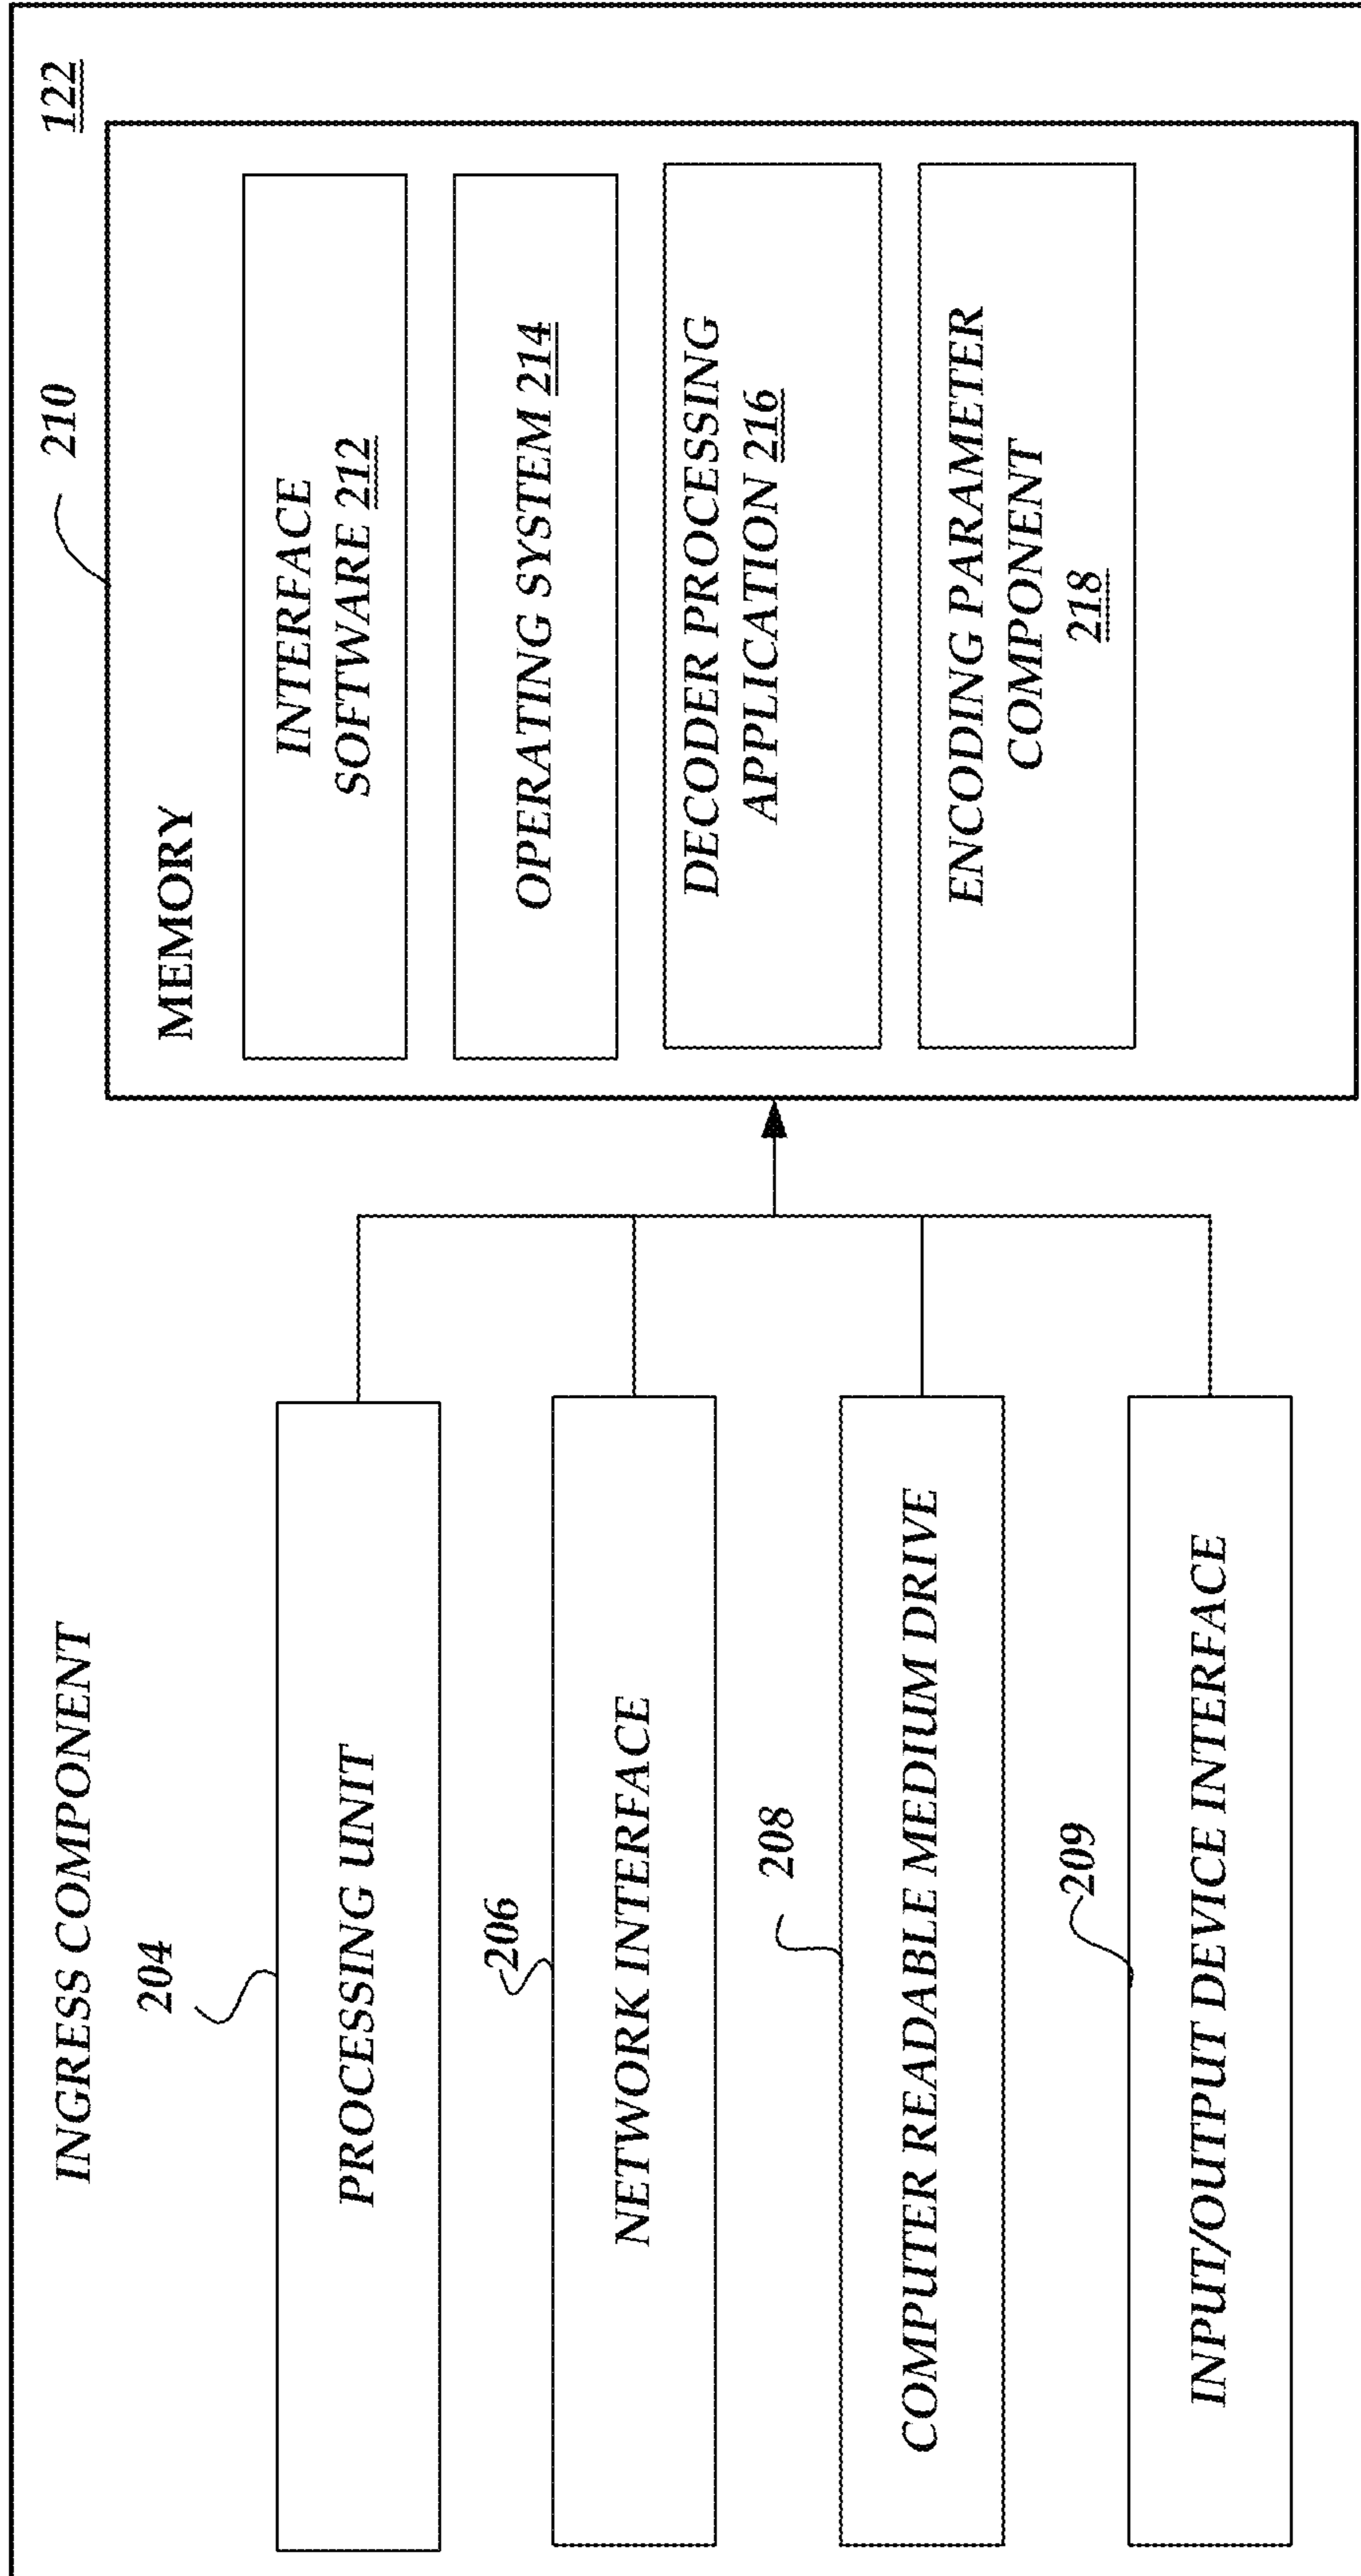 INGRESS COMPONENT
122
204
PROCESSING UNIT
206
NETWORK INTERFACE
208
COMPUTER READABLE MEDIUM DRIVE
209
INPUT/OUTPUT DEVICE INTERFACE
210
MEMORY
INTERFACE
SOFTWARE 212
OPERATING SYSTEM 214
DECODER PROCESSING
APPLICATION 216
ENCODING PARAMETER
COMPONENT
218